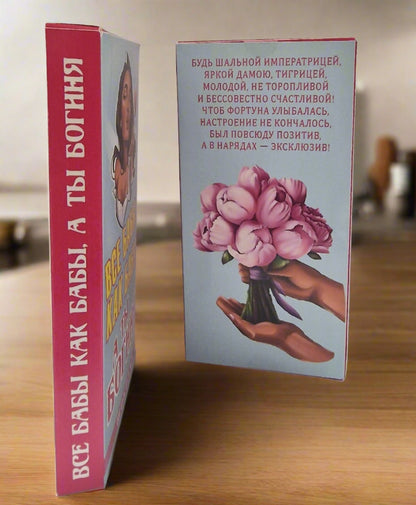 ВСЕ БАБЫ КАК БАБЫ, А ТЫ БОГИНЯ
БУДЬ ШАЛЬНОЙ ИМПЕРАТРИЦЕЙ,
ЯРКОЙ ДАМОЮ, ТИГРИЦЕЙ,
МОЛОДОЙ, НЕ ТОРОПЛИВОЙ
И БЕССОВЕСТНО СЧАСТЛИВОЙ!
ЧТОБ ФОРТУНА УЛЫБАЛАСЬ,
НАСТРОЕНИЕ НЕ КОНЧАЛОСЬ,
БЫЛ ПОВСЮДУ ПОЗИТИВ,
А В НАРЯДАХ — ЭКСКЛЮЗИВ!